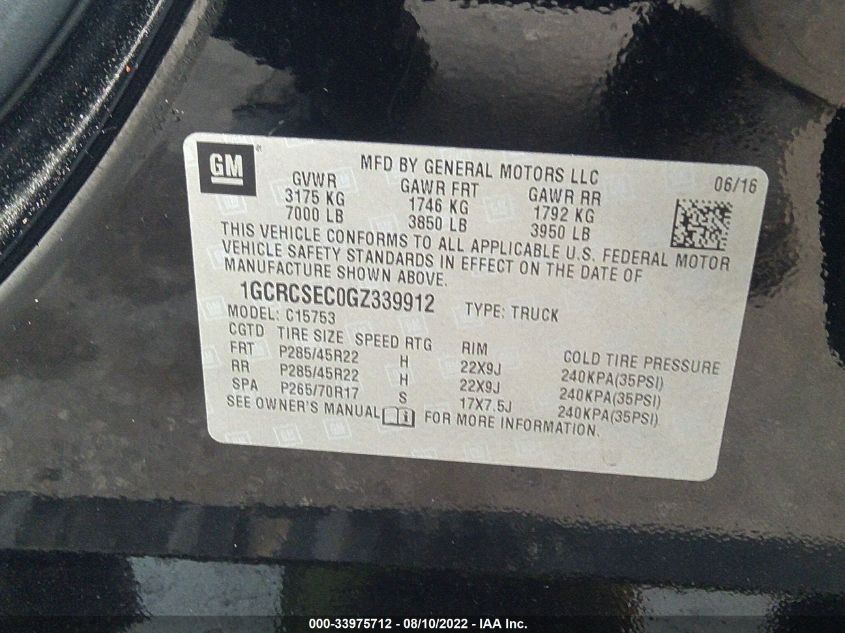 GM
MFD BY GENERAL MOTORS LLC
06/16
GVWR GAWR FRT GAWR RR
3175 KG 1746 KG 1792 KG
7000 LB 3850 LB 3950 LB
THIS VEHICLE CONFORMS TO ALL APPLICABLE U.S. FEDERAL MOTOR
VEHICLE SAFETY STANDARDS IN EFFECT ON THE DATE OF
MANUFACTURE SHOWN ABOVE.
1GCRCSEC0GZ339912 TYPE: TRUCK
MODEL: C15753
CGTD TIRE SIZE SPEED RTG RIM COLD TIRE PRESSURE
FRT P285/45R22 H 22X9J 240KPA(35PSI)
RR P285/45R22 H 22X9J 240KPA(35PSI)
SPA P265/70R17 S 17X7.5J 240KPA(35PSI)
SEE OWNER'S MANUAL FOR MORE INFORMATION.
000-33975712 - 08/10/2022 - IAA Inc.